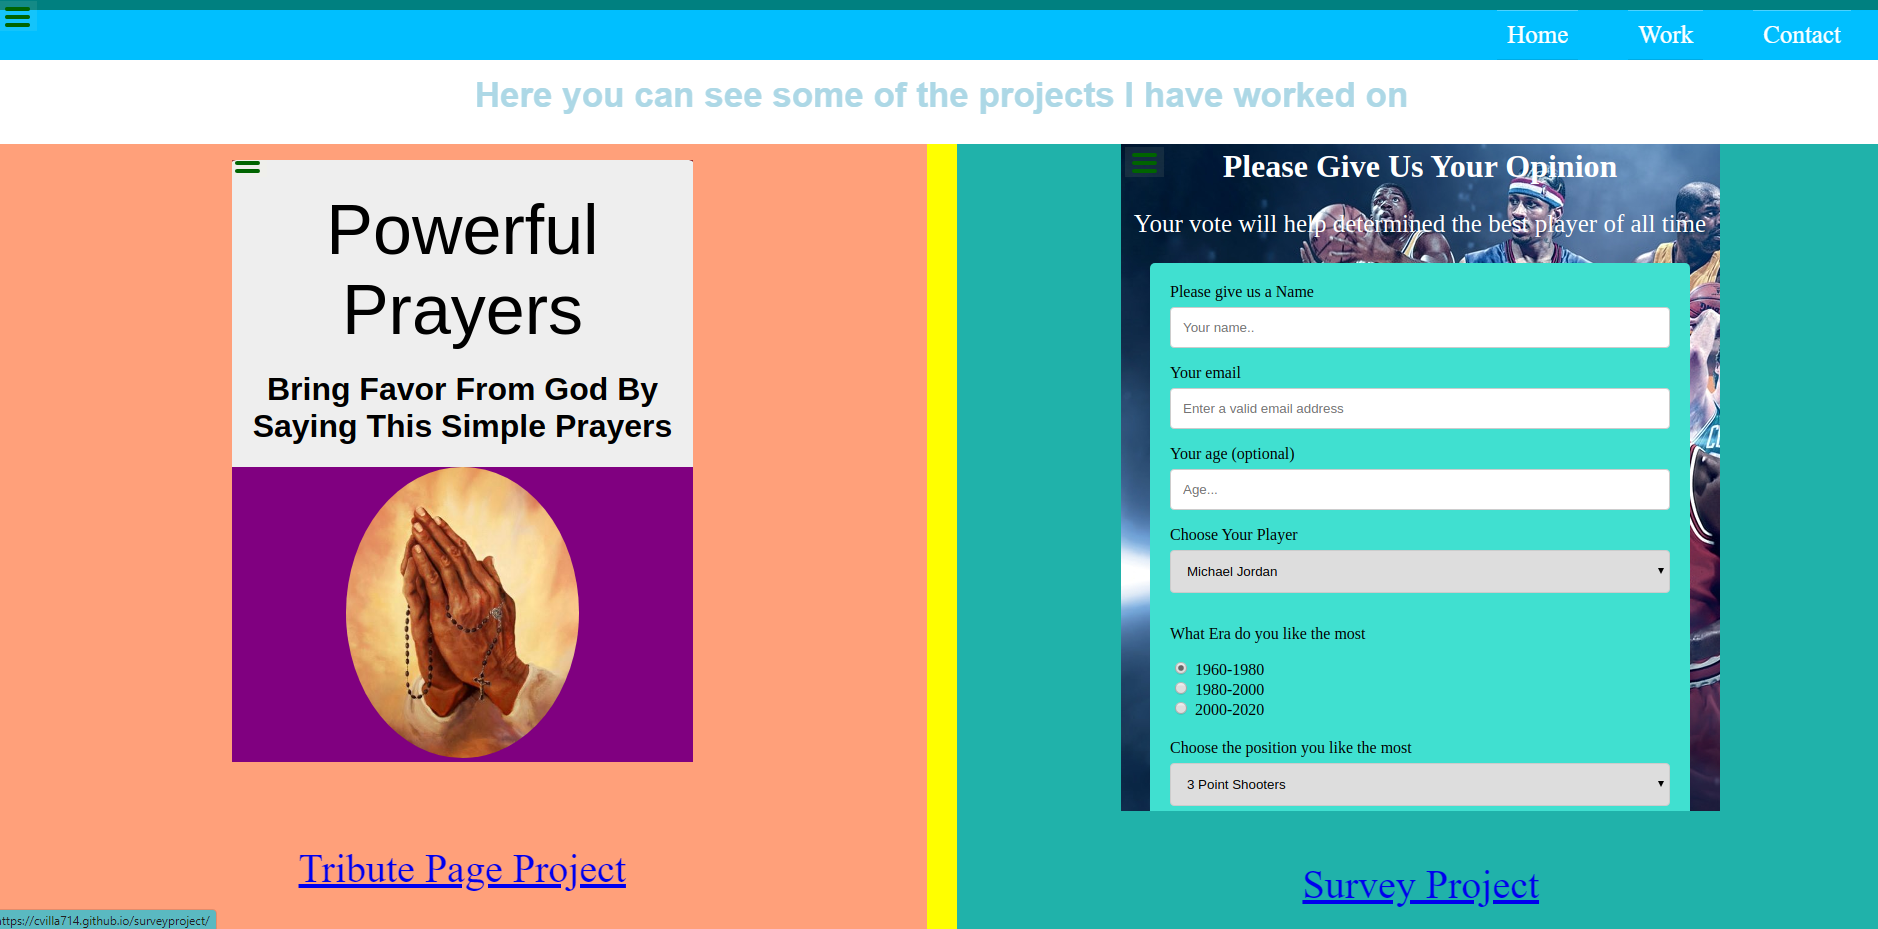 Home Work Contact
Here you can see some of the projects I have worked on
Powerful
Prayers
Bring Favor From God By
Saying This Simple Prayers
Tribute Page Project
Please Give Us Your Opinion
Your vote will help determined the best player of all time
Please give us a Name
Your name..
Your email
Enter a valid email address
Your age (optional)
Age...
Choose Your Player
Michael Jordan
What Era do you like the most
1960-1980
1980-2000
2000-2020
Choose the position you like the most
3 Point Shooters
Survey Project
ttps://cvilla714.github.io/surveyproject/